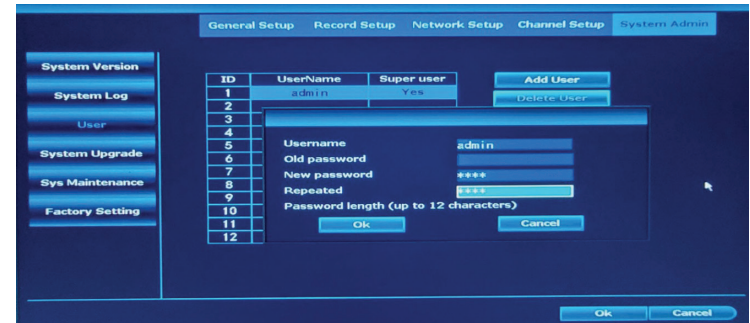 General Setup Record Setup Network Setup Channel Setup System Admin
System Version
System Log
User
System Upgrade
Sys Maintenance
Factory Setting
ID UserName Super user
1 admin Yes
2
3
4
5
6
7
8
9
10
11
12
Add User
Delete User
Username admin
Old password
New password ****
Repeated ****
Password length (up to 12 characters)
Ok Cancel
Ok Cancel